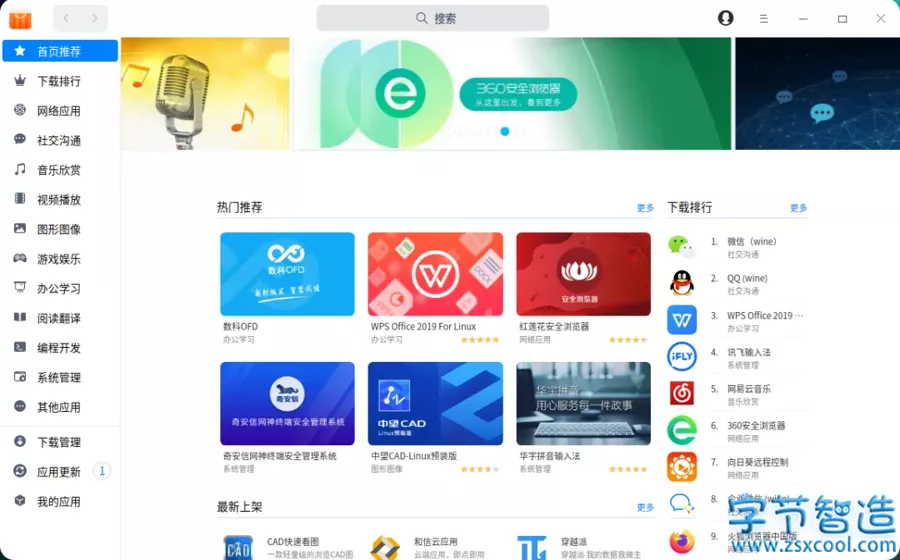 搜索
首页推荐
下载排行
网络应用
社交沟通
音乐欣赏
视频播放
图形图像
游戏娱乐
办公学习
阅读翻译
编程开发
系统管理
其他应用
下载管理
应用更新 1
我的应用
360安全浏览器
从这里出发，看到更多
热门推荐 更多
数科OFD
数科OFD
办公学习
WPS Office 2019 For Linux
办公学习
安全浏览器
红莲花安全浏览器
网络应用
奇安信
奇安信网神终端安全管理系统
奇安信网神终端安全管理系统
系统管理
中望CAD
Linux预装版
中望CAD-Linux预装版
图形图像
华宇拼音
用心服务每一件政事
华宇拼音输入法
系统管理
最新上架 更多
CAD
CAD快速看图
一款轻量级的浏览CAD图
和信云应用
云端应用，即点即用
穿越派
穿越派 我的数据我做主
下载排行 更多
1. 微信（wine）
社交沟通
2. QQ (wine)
社交沟通
3. WPS Office 2019 ···
办公学习
iFLY
4. 讯飞输入法
系统管理
5. 网易云音乐
音乐欣赏
6. 360安全浏览器
网络应用
7. 向日葵远程控制
网络应用
8. 企业微信 (wine)
9. 火狐浏览器中国版
字节智造
www.zsxcool.com